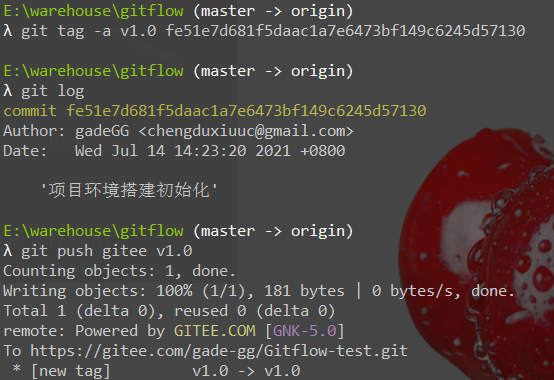 E:\warehouse\gitflow (master -> origin)
λ git tag -a v1.0 fe51e7d681f5daac1a7e6473bf149c6245d57130
E:\warehouse\gitflow (master -> origin)
λ git log
commit fe51e7d681f5daac1a7e6473bf149c6245d57130
Author: gadeGG <chengduxiuuc@gmail.com>
Date:   Wed Jul 14 14:23:20 2021 +0800
'项目环境搭建初始化'
E:\warehouse\gitflow (master -> origin)
λ git push gitee v1.0
Counting objects: 1, done.
Writing objects: 100% (1/1), 181 bytes | 0 bytes/s, done.
Total 1 (delta 0), reused 0 (delta 0)
remote: Powered by GITEE.COM [GNK-5.0]
To https://gitee.com/gade-gg/Gitflow-test.git
 * [new tag]         v1.0 -> v1.0